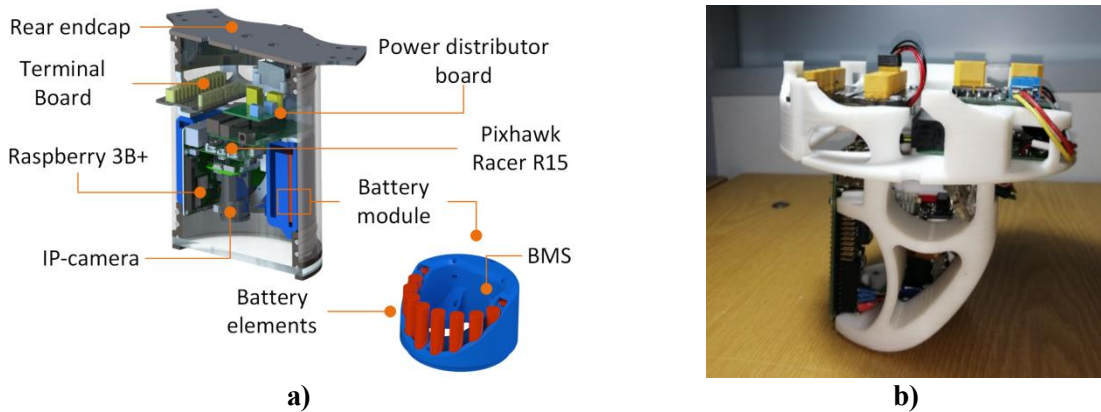 Rear endcap
Terminal
Board
Raspberry 3B+
IP-camera
Power distributor
board
Pixhawk
Racer R15
Battery
module
BMS
Battery
elements
a)
b)